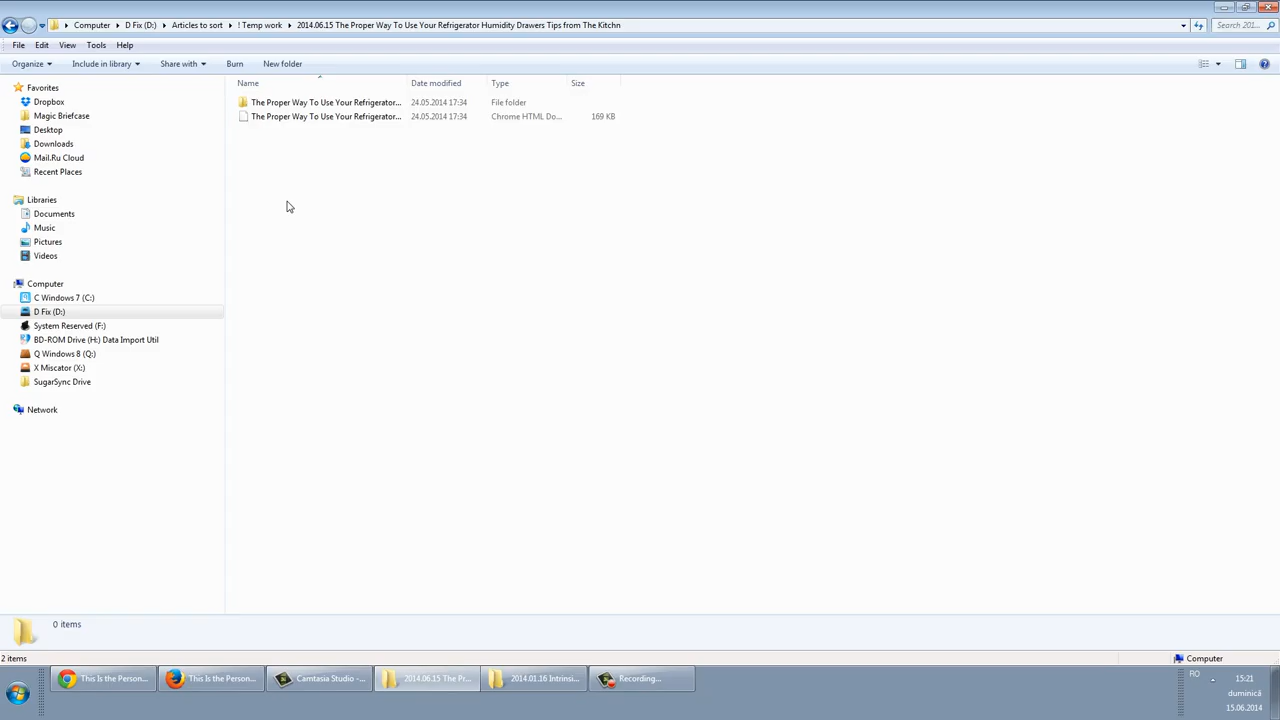 Computer ▸ D Fix (D:) ▸ Articles to sort ▸ ! Temp work ▸ 2014.06.15 The Proper Way To Use Your Refrigerator Humidity Drawers Tips from The Kitchn
Search 201...
File Edit View Tools Help
Organize Include in library Share with Burn New folder
Name Date modified Type Size
The Proper Way To Use Your Refrigerator... 24.05.2014 17:34 File folder
The Proper Way To Use Your Refrigerator... 24.05.2014 17:34 Chrome HTML Do... 169 KB
Favorites
Dropbox
Magic Briefcase
Desktop
Downloads
Mail.Ru Cloud
Recent Places
Libraries
Documents
Music
Pictures
Videos
Computer
C Windows 7 (C:)
D Fix (D:)
System Reserved (F:)
BD-ROM Drive (H:) Data Import Util
Q Windows 8 (Q:)
X Miscator (X:)
SugarSync Drive
Network
0 items
2 items
Computer
This Is the Person... This Is the Person... Camtasia Studio -... 2014.06.15 The Pr... 2014.01.16 Intrinsi... Recording...
RO
15:21
duminică
15.06.2014